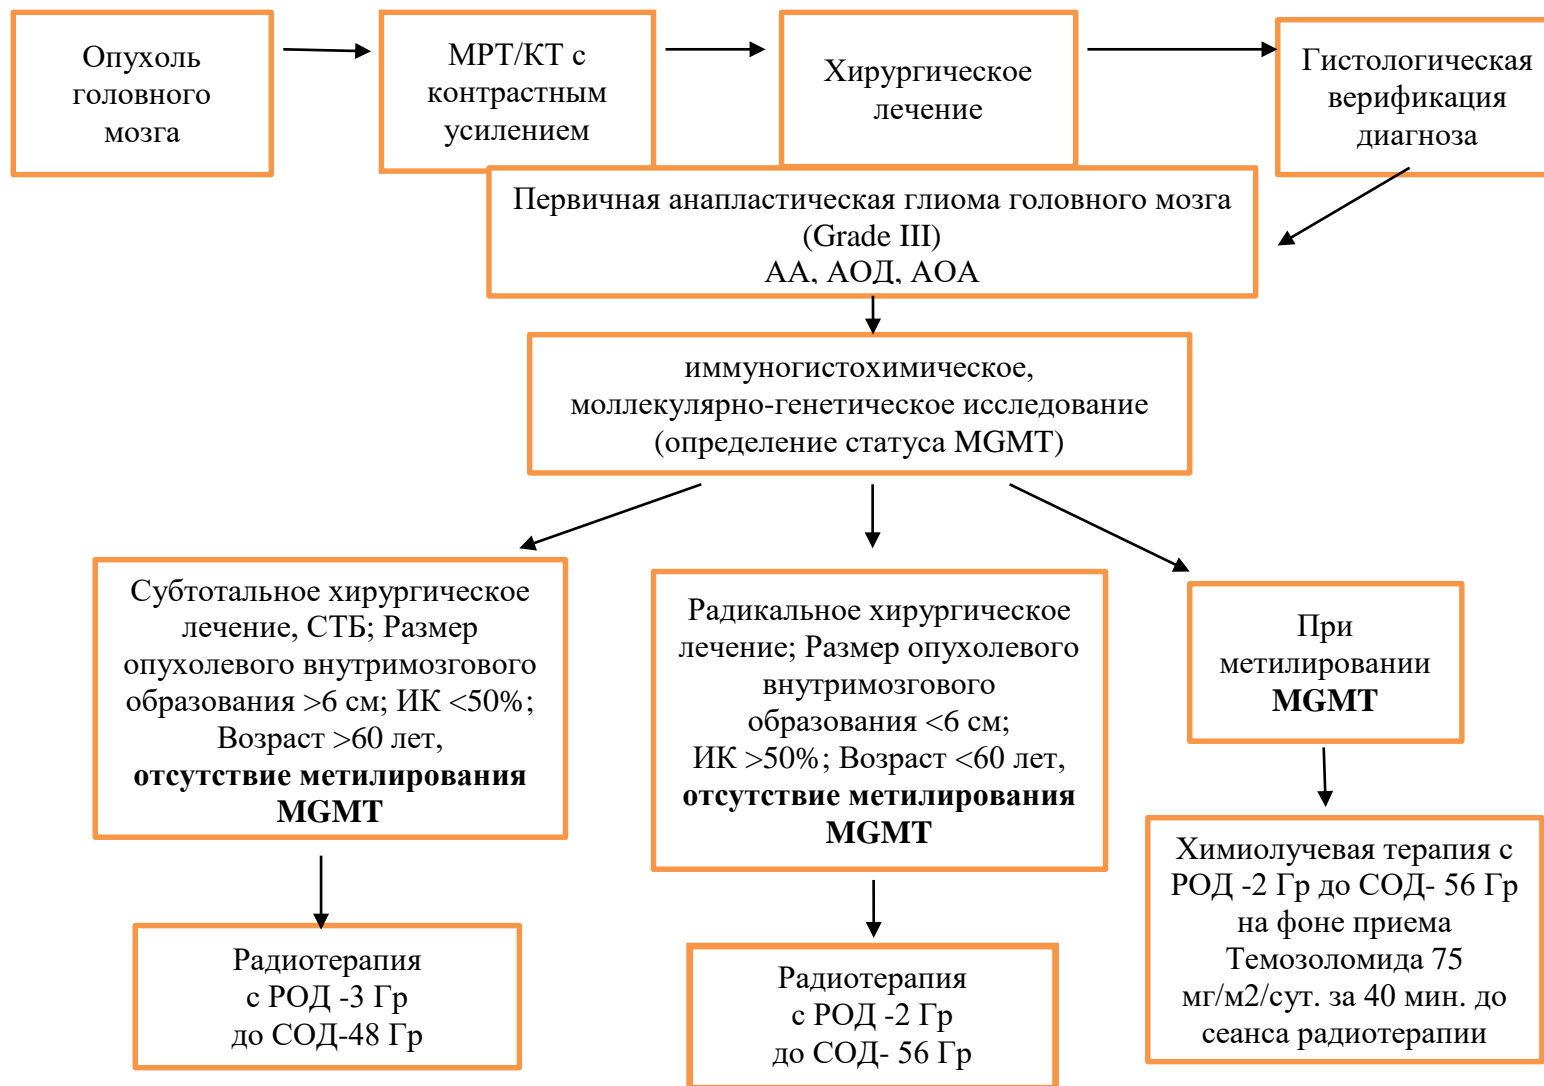 Опухоль
головного
мозга
МРТ/КТ с
контрастным
усилением
Хирургическое
лечение
Гистологическая
верификация
диагноза
Первичная анапластическая глиома головного мозга
(Grade III)
АА, АОД, АОА
иммуногистохимическое,
моллекулярно-генетическое исследование
(определение статуса MGMT)
Субтотальное хирургическое
лечение, СТБ; Размер
опухолевого внутримозгового
образования >6 см; ИК <50%;
Возраст >60 лет,
отсутствие метилирования
MGMT
Радикальное хирургическое
лечение; Размер опухолевого
внутримозгового
образования <6 см;
ИК >50%; Возраст <60 лет,
отсутствие метилирования
MGMT
При
метилировании
MGMT
Радиотерапия
с РОД -3 Гр
до СОД-48 Гр
Радиотерапия
с РОД -2 Гр
до СОД- 56 Гр
Химиолучевая терапия с
РОД -2 Гр до СОД- 56 Гр
на фоне приема
Темозоломида 75
мг/м2/сут. за 40 мин. до
сеанса радиотерапии